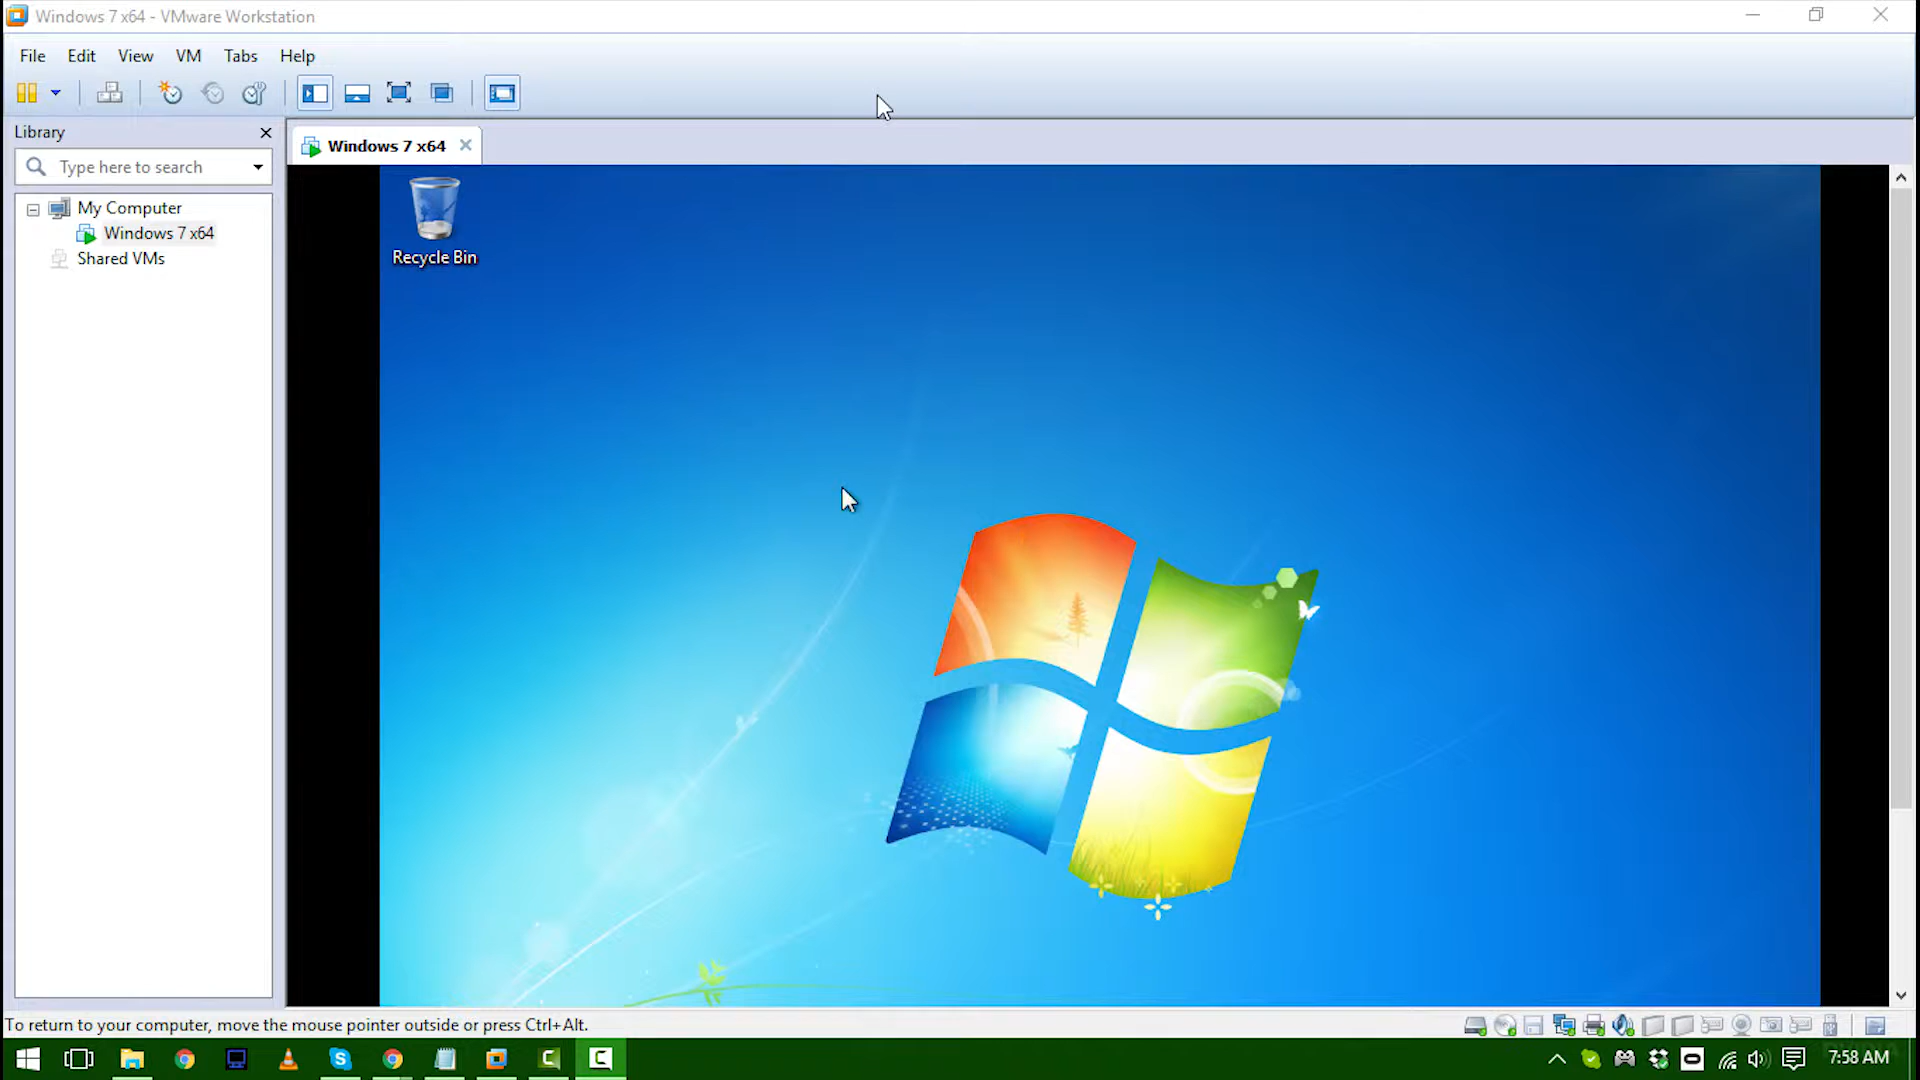 Windows 7 x64 - VMware Workstation
File Edit View VM Tabs Help
Library
Type here to search
My Computer
Windows 7 x64
Shared VMs
Windows 7 x64
Recycle Bin
To return to your computer, move the mouse pointer outside or press Ctrl+Alt.
7:58 AM